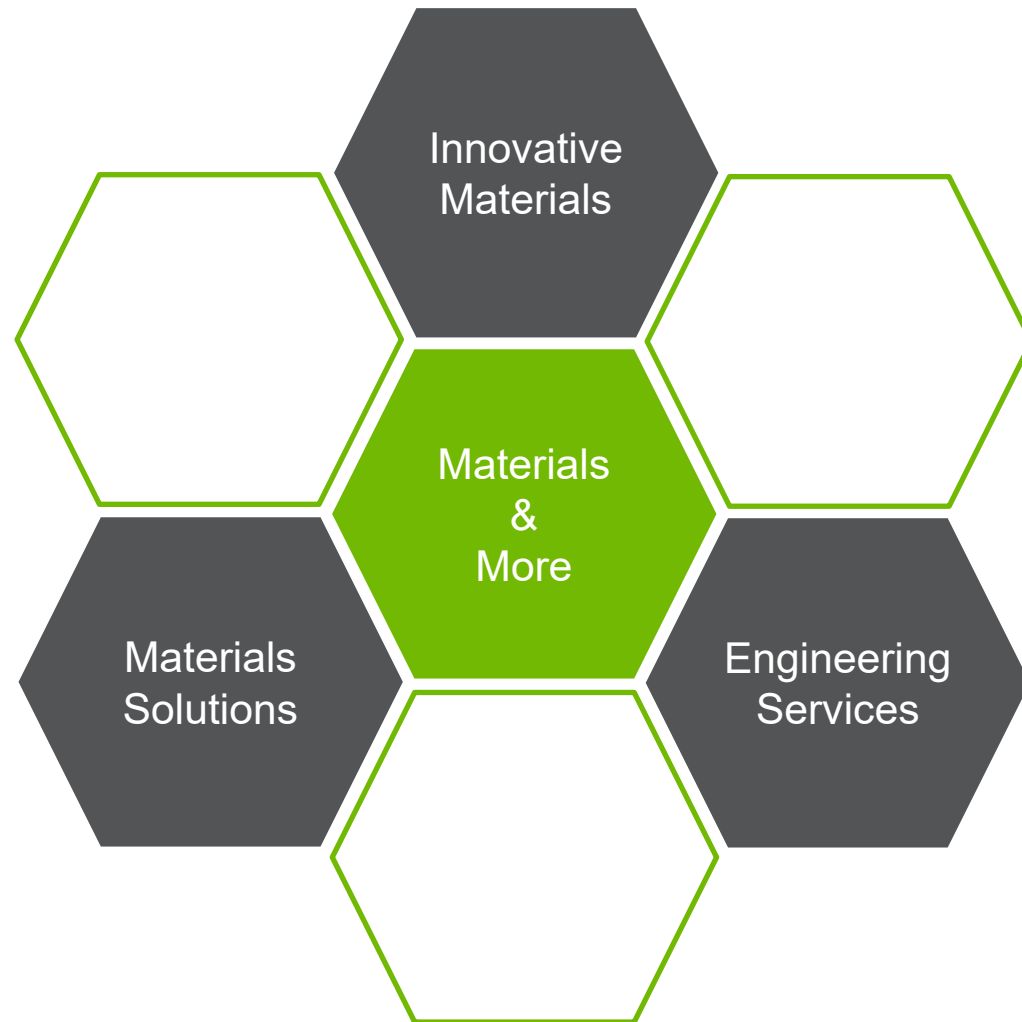 Innovative
Materials
Materials
&
More
Materials
Solutions
Engineering
Services